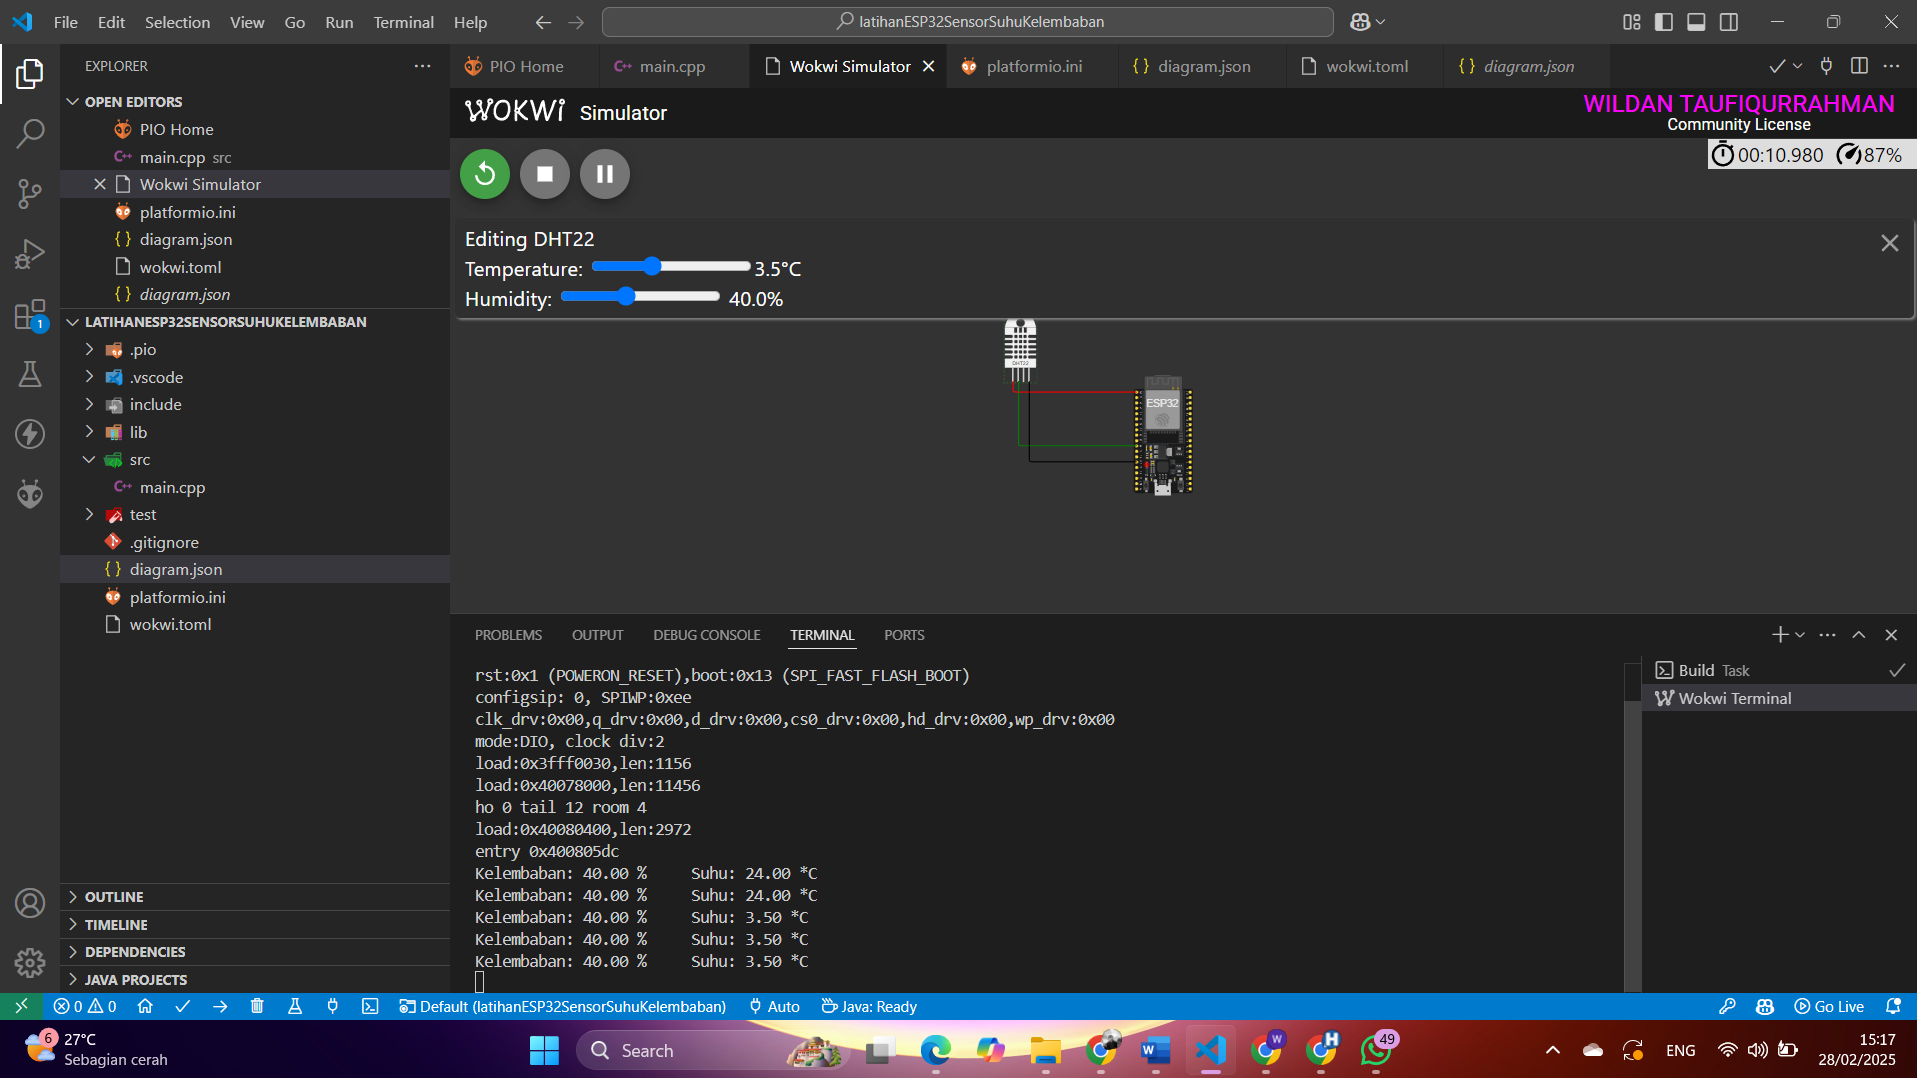 File Edit Selection View Go Run Terminal Help
latihanESP32SensorSuhuKelembaban
EXPLORER
OPEN EDITORS
PIO Home
main.cpp src
Wokwi Simulator
platformio.ini
diagram.json
wokwi.toml
diagram.json
LATIHANESP32SENSORSUHUKELEMBABAN
.pio
.vscode
include
lib
src
main.cpp
test
.gitignore
diagram.json
platformio.ini
wokwi.toml
OUTLINE
TIMELINE
DEPENDENCIES
JAVA PROJECTS
1
PIO Home main.cpp Wokwi Simulator platformio.ini diagram.json wokwi.toml diagram.json
WOKWi Simulator
WILDAN TAUFIQURRAHMAN
Community License
00:10.980 87%
Editing DHT22
Temperature: 3.5°C
Humidity: 40.0%
DHT22
ESP32
PROBLEMS OUTPUT DEBUG CONSOLE TERMINAL PORTS
Build Task
Wokwi Terminal
rst:0x1 (POWERON_RESET),boot:0x13 (SPI_FAST_FLASH_BOOT)
configsip: 0, SPIWP:0xee
clk_drv:0x00,q_drv:0x00,d_drv:0x00,cs0_drv:0x00,hd_drv:0x00,wp_drv:0x00
mode:DIO, clock div:2
load:0x3fff0030,len:1156
load:0x40078000,len:11456
ho 0 tail 12 room 4
load:0x40080400,len:2972
entry 0x400805dc
Kelembaban: 40.00 % Suhu: 24.00 *C
Kelembaban: 40.00 % Suhu: 24.00 *C
Kelembaban: 40.00 % Suhu: 3.50 *C
Kelembaban: 40.00 % Suhu: 3.50 *C
Kelembaban: 40.00 % Suhu: 3.50 *C
0 0 Default (latihanESP32SensorSuhuKelembaban) Auto Java: Ready Go Live
6
27°C
Sebagian cerah
Search
W
W
H
49
ENG
15:17
28/02/2025